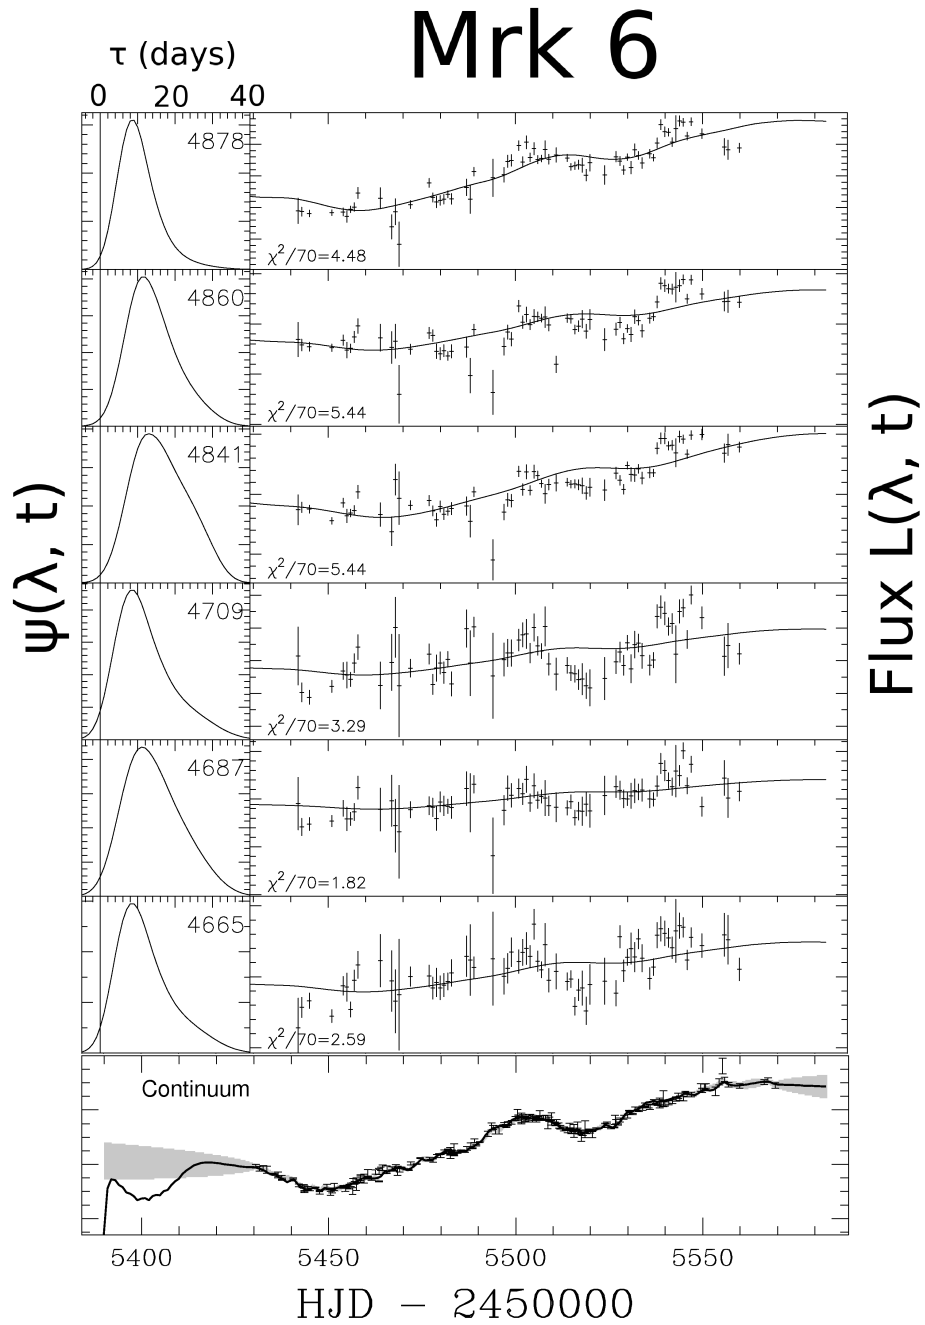 Mrk 6
τ (days)
0 20 40
4878
χ²/70=4.48
4860
χ²/70=5.44
4841
χ²/70=5.44
4709
χ²/70=3.29
4687
χ²/70=1.82
4665
χ²/70=2.59
ψ(λ, t)
Flux L(λ, t)
Continuum
5400 5450 5500 5550
HJD – 2450000